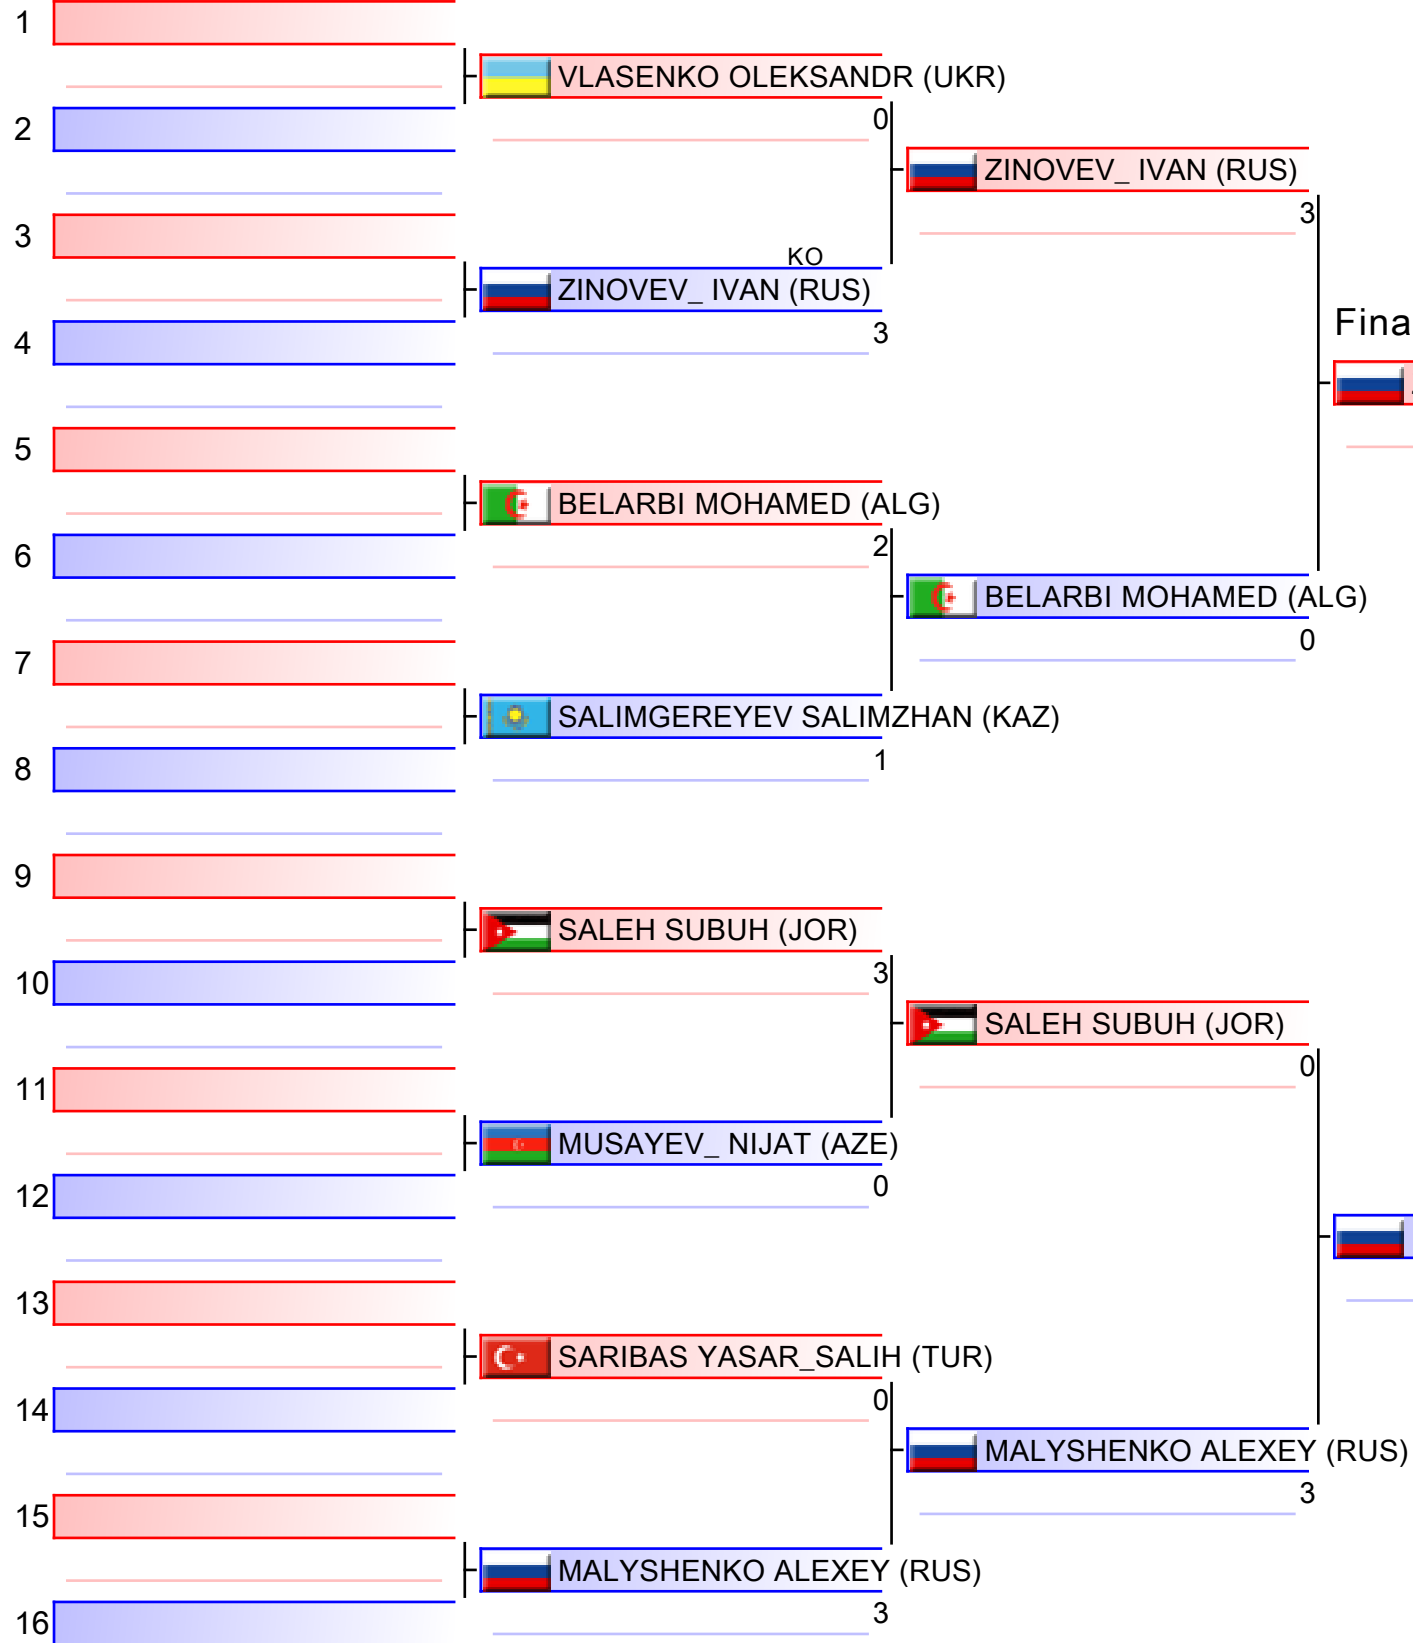 1
VLASENKO OLEKSANDR (UKR)
2
0
ZINOVEV_ IVAN (RUS)
3
3
KO
ZINOVEV_ IVAN (RUS)
4
3
Fina
5
BELARBI MOHAMED (ALG)
6
2
BELARBI MOHAMED (ALG)
7
0
SALIMGEREYEV SALIMZHAN (KAZ)
8
1
9
SALEH SUBUH (JOR)
10
3
SALEH SUBUH (JOR)
11
0
MUSAYEV_ NIJAT (AZE)
12
0
13
SARIBAS YASAR_SALIH (TUR)
14
0
MALYSHENKO ALEXEY (RUS)
15
3
MALYSHENKO ALEXEY (RUS)
16
3